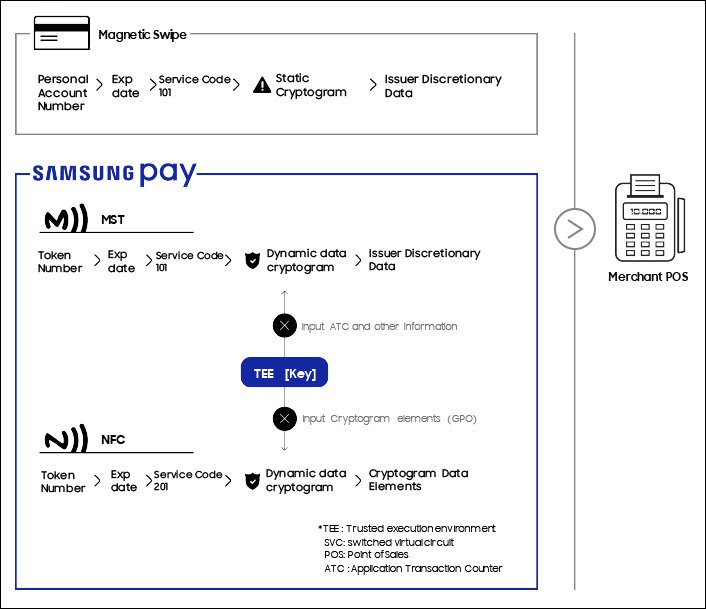 Magnetic Swipe
Personal
Account
Number
Exp
date
Service Code
101
Static
Cryptogram
Issuer Discretionary
Data
SAMSUNG pay
MST
Token
Number
Exp
date
Service Code
101
Dynamic data
cryptogram
Issuer Discretionary
Data
Input ATC and other Information
TEE [Key]
Input Cryptogram elements (GPO)
NFC
Token
Number
Exp
date
Service Code
201
Dynamic data
cryptogram
Cryptogram Data
Elements
*TEE : Trusted execution environment
SVC: switched virtual circuit
POS: Point of Sales
ATC : Application Transaction Counter
10.000
Merchant POS